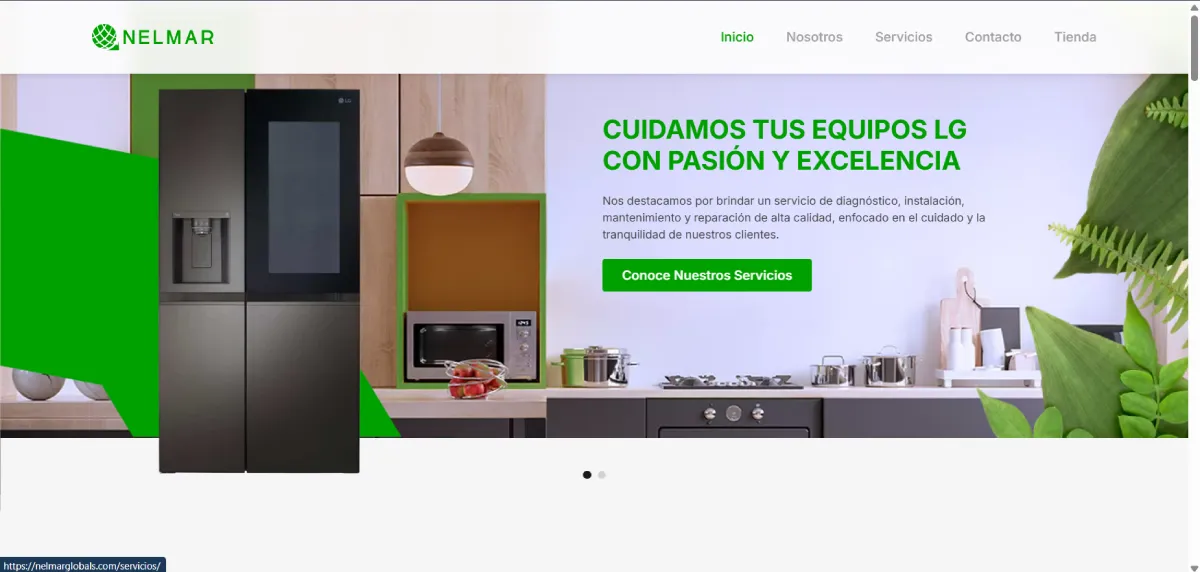 NELMAR
Inicio Nosotros Servicios Contacto Tienda
LG
CUIDAMOS TUS EQUIPOS LG
CON PASIÓN Y EXCELENCIA
Nos destacamos por brindar un servicio de diagnóstico, instalación,
mantenimiento y reparación de alta calidad, enfocado en el cuidado y la
tranquilidad de nuestros clientes.
Conoce Nuestros Servicios
https://nelmarglobals.com/servicios/